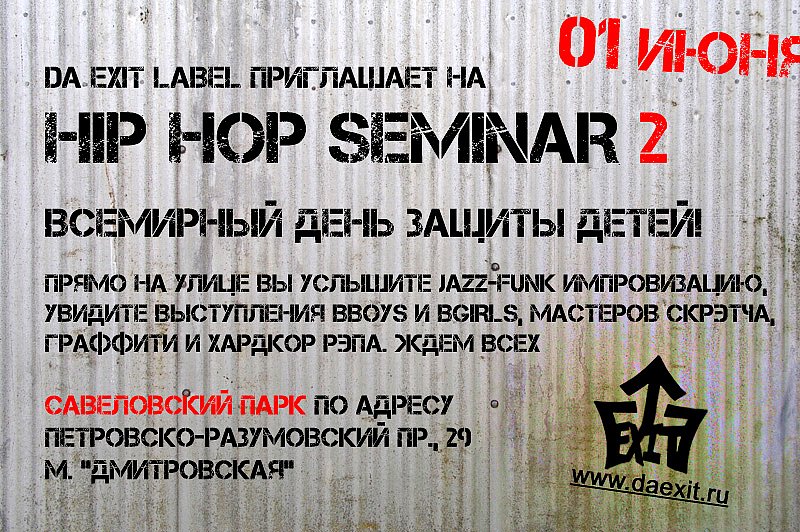 01 ИЮНЯ
DA EXIT LABEL ПРИГЛАШАЕТ НА
HIP HOP SEMINAR 2
ВСЕМИРНЫЙ ДЕНЬ ЗАЩИТЫ ДЕТЕЙ!
ПРЯМО НА УЛИЦЕ ВЫ УСЛЫШИТЕ JAZZ-FUNK ИМПРОВИЗАЦИЮ,
УВИДИТЕ ВЫСТУПЛЕНИЯ BBOYS И BGIRLS, МАСТЕРОВ СКРЭТЧА,
ГРАФФИТИ И ХАРДКОР РЭПА. ЖДЕМ ВСЕХ
САВЕЛОВСКИЙ ПАРК ПО АДРЕСУ
ПЕТРОВСКО-РАЗУМОВСКИЙ ПР., 29
М. "ДМИТРОВСКАЯ"
www.daexit.ru